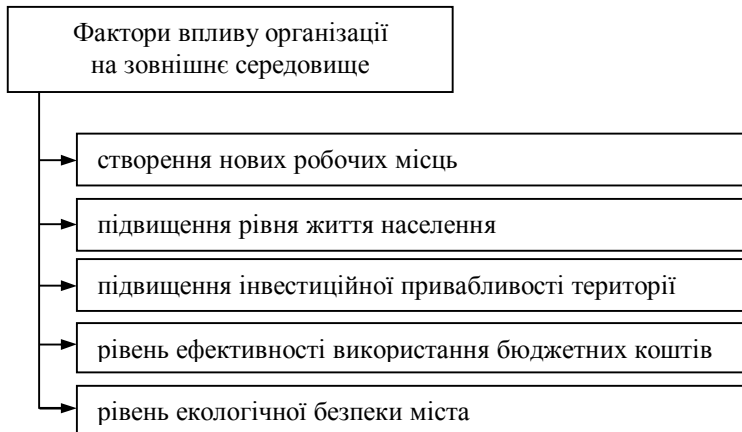 Фактори впливу організації
на зовнішнє середовище
створення нових робочих місць
підвищення рівня життя населення
підвищення інвестиційної привабливості території
рівень ефективності використання бюджетних коштів
рівень екологічної безпеки міста